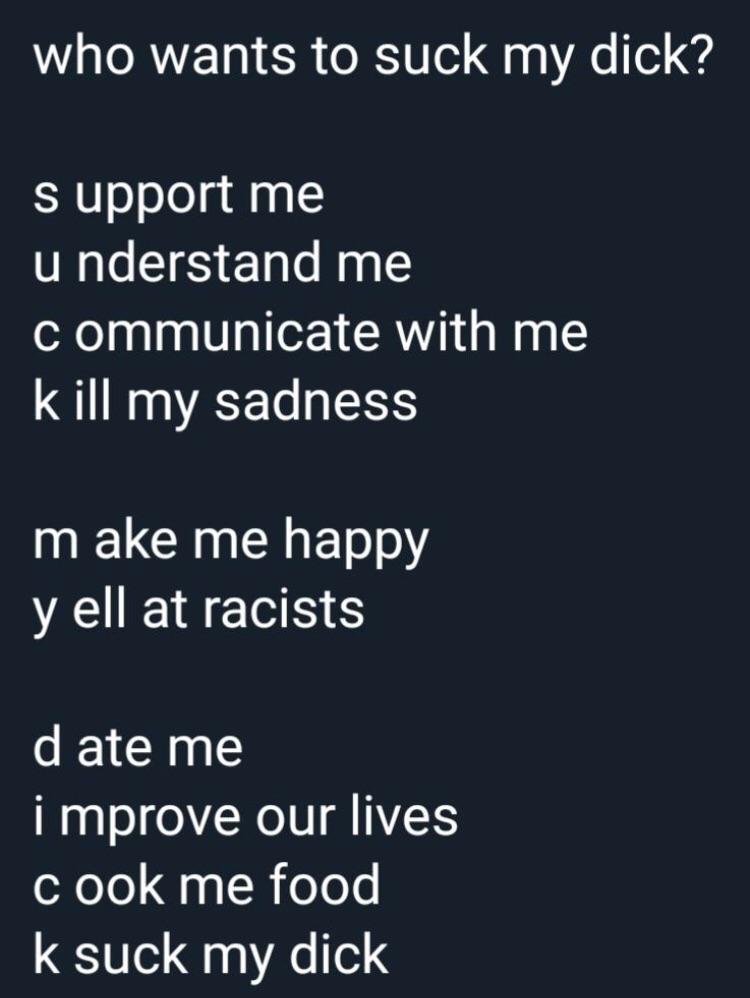 who wants to suck my dick?
s upport me
u nderstand me
c ommunicate with me
k ill my sadness
m ake me happy
y ell at racists
d ate me
i mprove our lives
c ook me food
k suck my dick